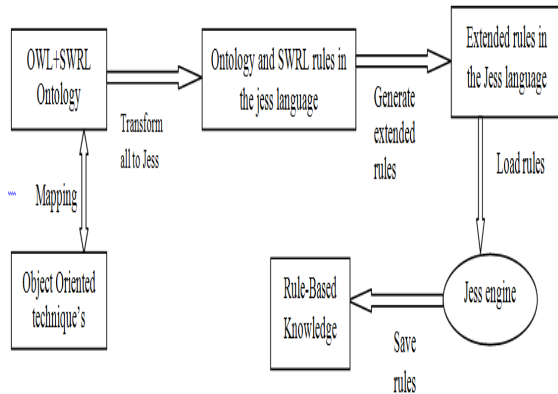 OWL+SWRL
Ontology
Transform
all to Jess
Ontology and SWRL rules in
the jess language
Generate
extended
rules
Extended rules in
the Jess language
Load rules
Mapping
Object Oriented
technique's
Rule-Based
Knowledge
Jess engine
Save
rules